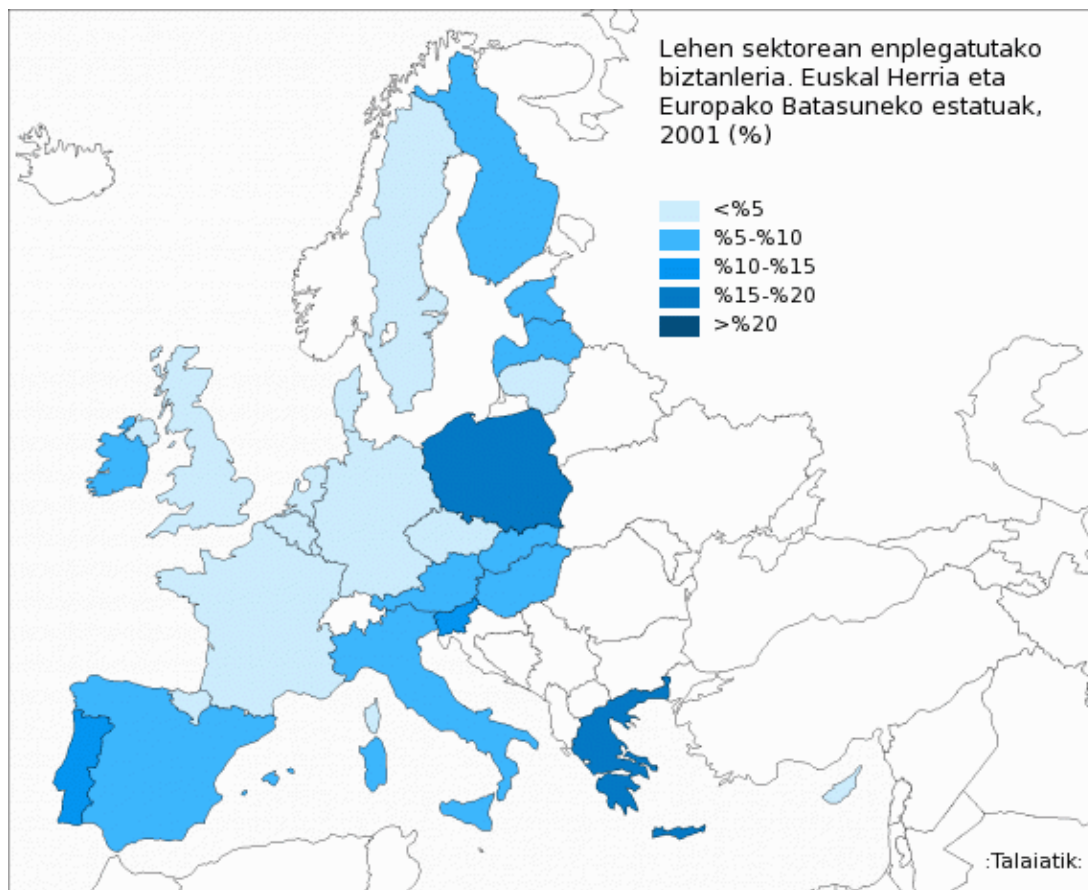 Lehen sektorean enplegatutako
biztanleria. Euskal Herria eta
Europako Batasuneko estatuak,
2001 (%)
<%5
%5-%10
%10-%15
%15-%20
>%20
:Talaiatik: